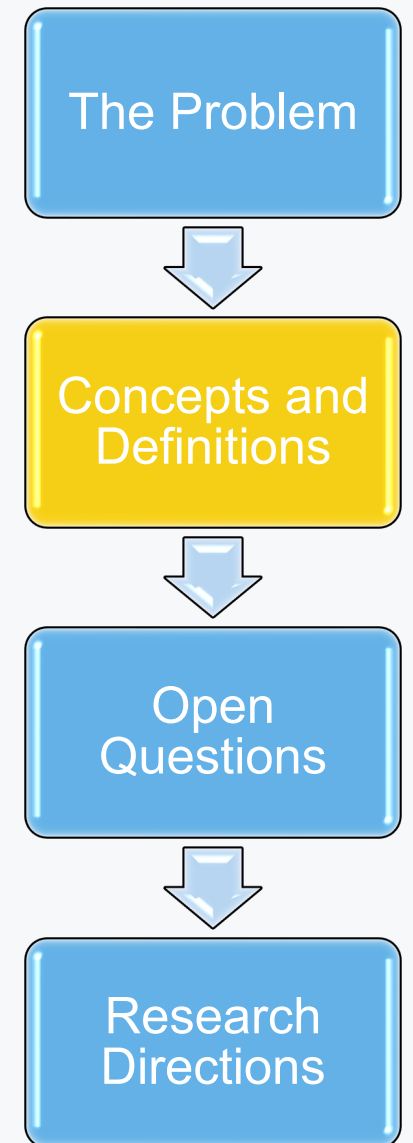 The Problem
Concepts and
Definitions
Open
Questions
Research
Directions